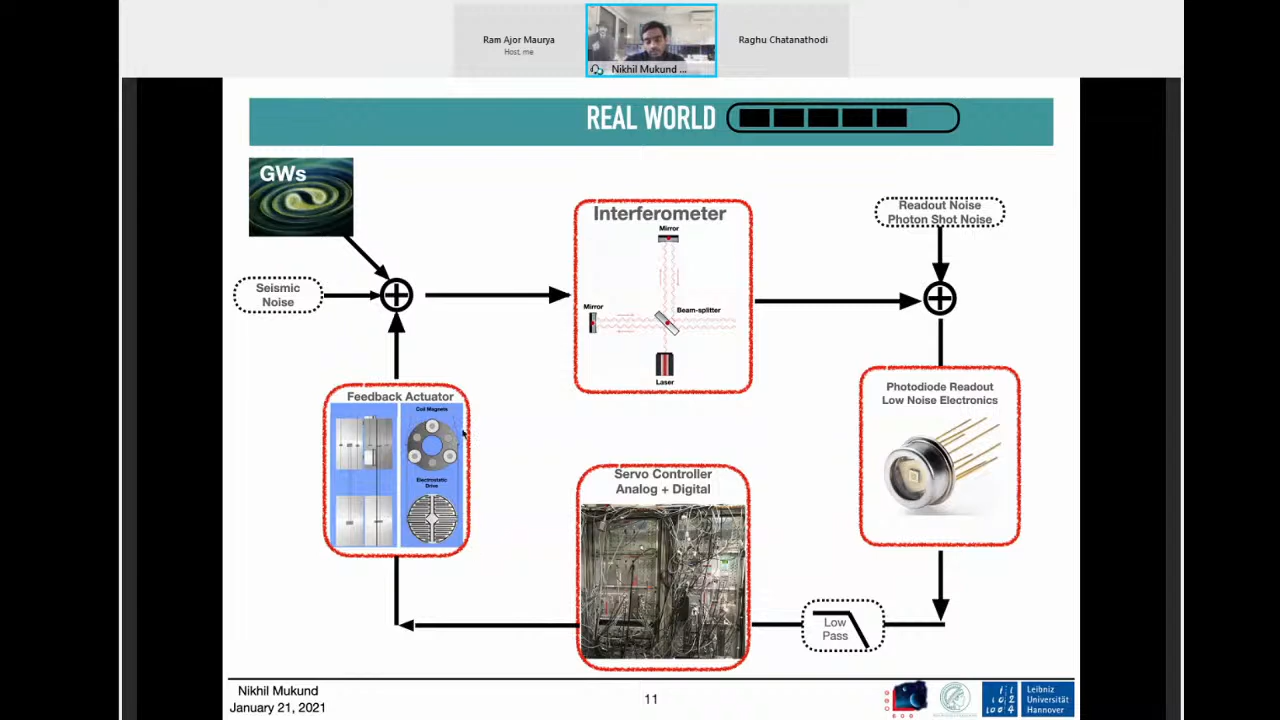 Ram Ajor Maurya
Host, me
Nikhil Mukund ...
Raghu Chatanathodi
REAL WORLD
GWs
Interferometer
Mirror
Mirror
Beam-splitter
Laser
Readout Noise
Photon Shot Noise
Seismic
Noise
Feedback Actuator
Coil Magnets
Electrostatic
Drive
Servo Controller
Analog + Digital
Photodiode Readout
Low Noise Electronics
Low
Pass
Nikhil Mukund
January 21, 2021
11
Leibniz
Universität
Hannover